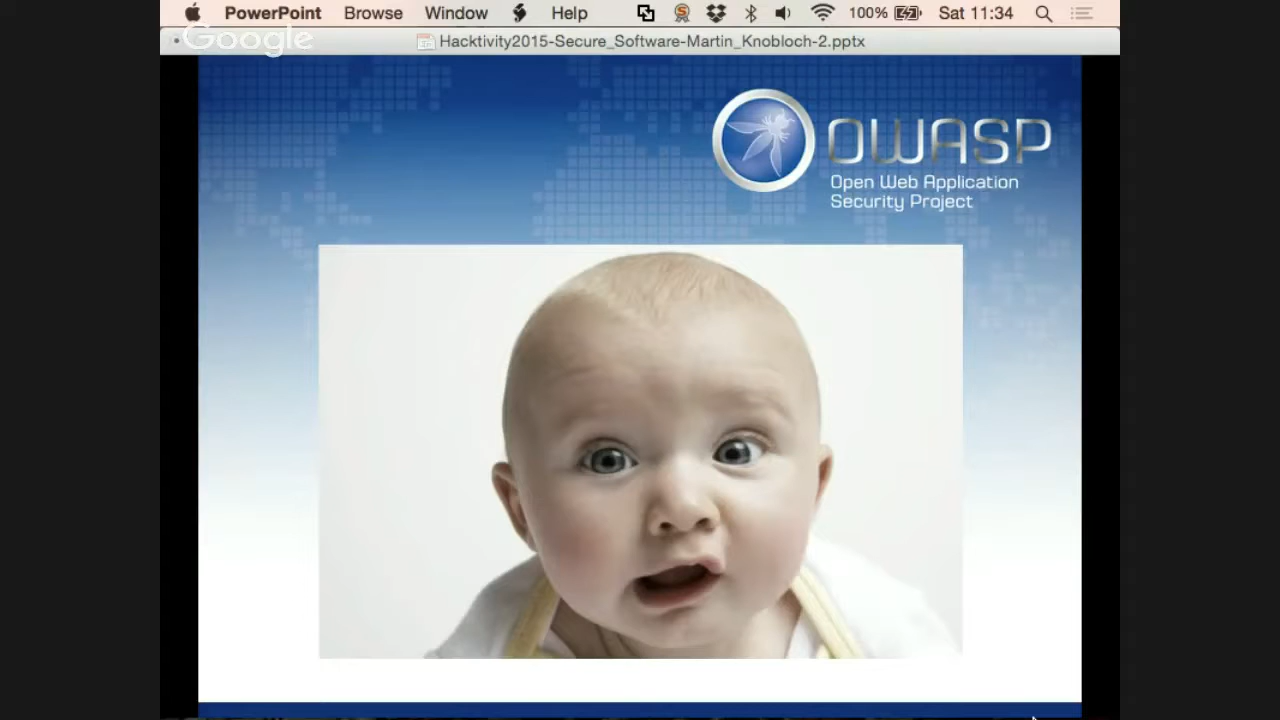 PowerPoint Browse Window Help 100% Sat 11:34
Google
Hacktivity2015-Secure_Software-Martin_Knobloch-2.pptx
OWASP
Open Web Application
Security Project